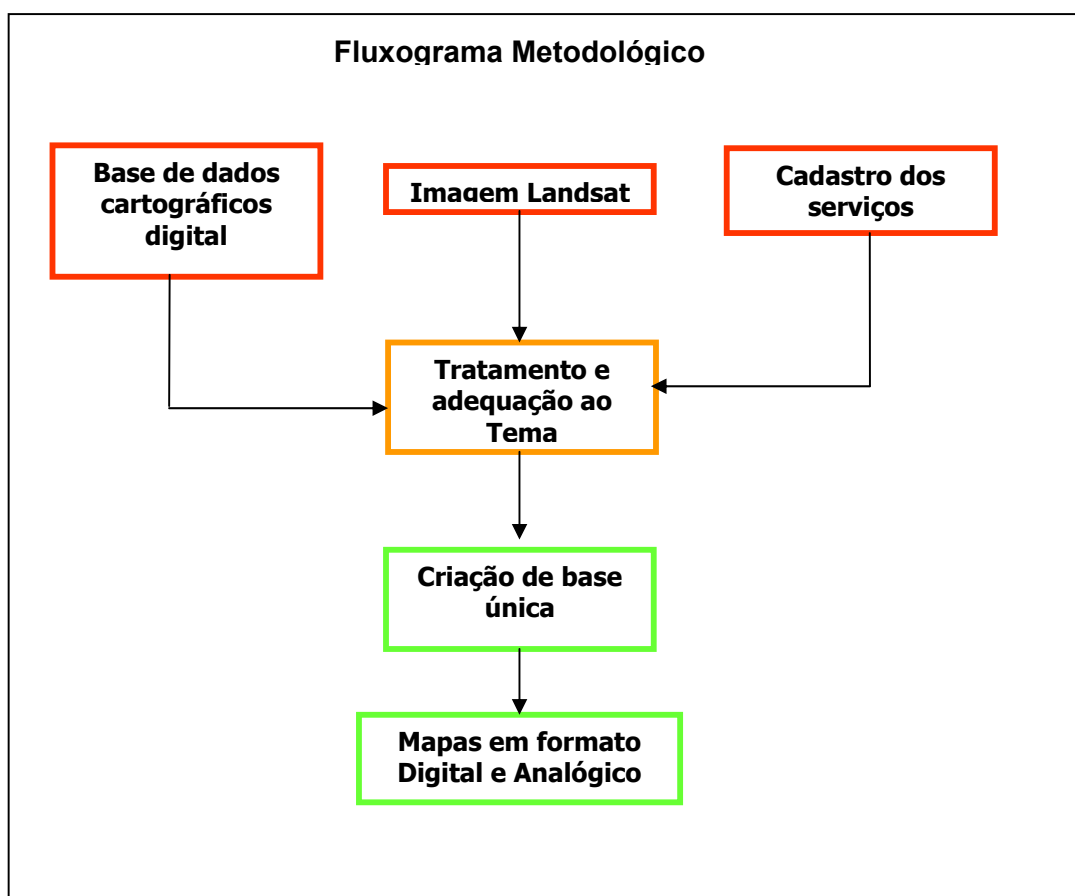 Fluxograma Metodológico
Base de dados
cartográficos
digital
Imagem Landsat
Cadastro dos
serviços
Tratamento e
adequação ao
Tema
Criação de base
única
Mapas em formato
Digital e Analógico